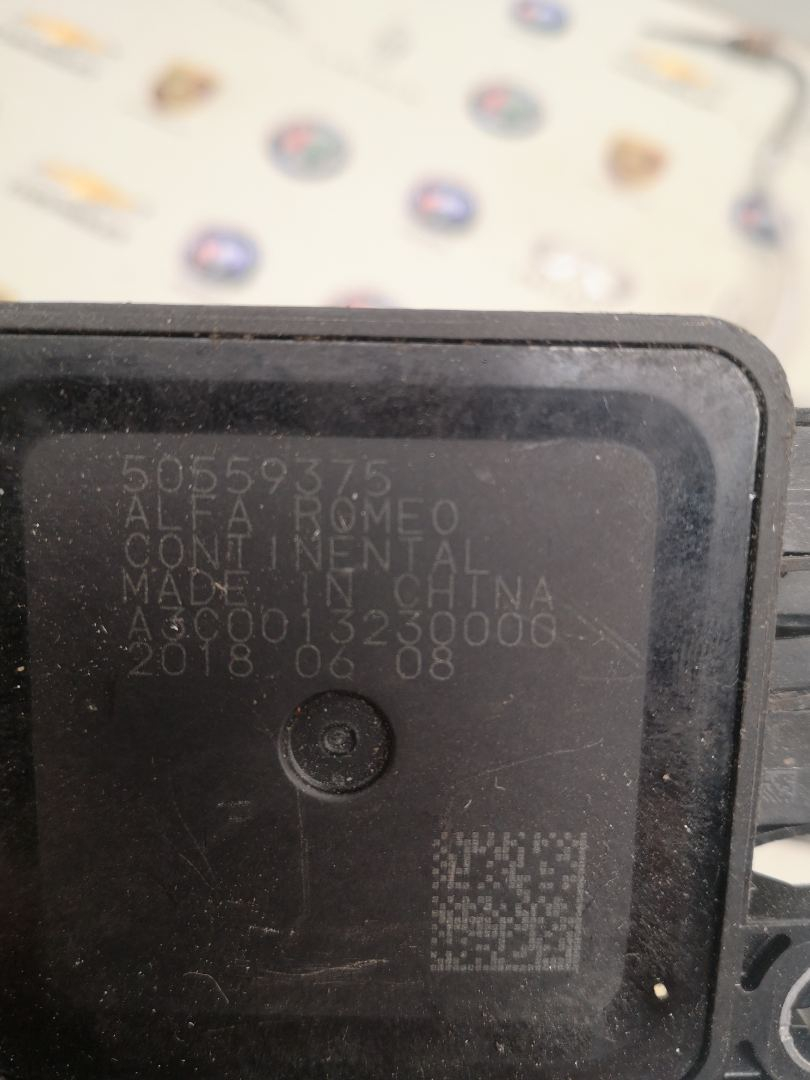 50559375
ALFA ROMEO
CONTINENTAL
MADE IN CHINA
A3C0013230000
2018 06 08